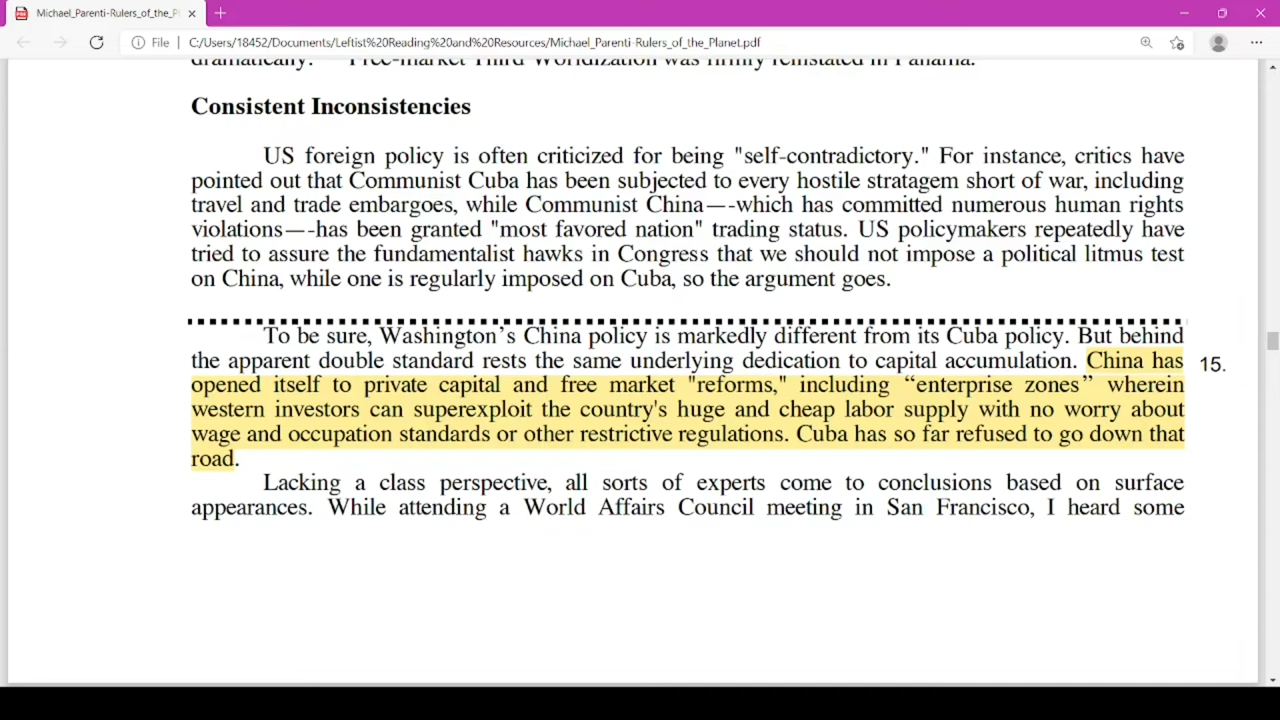 Michael_Parenti-Rulers_of_the_Pl
File
C:/Users/18452/Documents/Leftist%20Reading%20and%20Resources/Michael_Parenti-Rulers_of_the_Planet.pdf
dramatically. Free-market Third Worldization was firmly reinstated in Panama.
Consistent Inconsistencies
US foreign policy is often criticized for being "self-contradictory." For instance, critics have
pointed out that Communist Cuba has been subjected to every hostile stratagem short of war, including
travel and trade embargoes, while Communist China—-which has committed numerous human rights
violations—-has been granted "most favored nation" trading status. US policymakers repeatedly have
tried to assure the fundamentalist hawks in Congress that we should not impose a political litmus test
on China, while one is regularly imposed on Cuba, so the argument goes.
To be sure, Washington’s China policy is markedly different from its Cuba policy. But behind
the apparent double standard rests the same underlying dedication to capital accumulation. China has
15.
opened itself to private capital and free market "reforms," including “enterprise zones” wherein
western investors can superexploit the country's huge and cheap labor supply with no worry about
wage and occupation standards or other restrictive regulations. Cuba has so far refused to go down that
road.
Lacking a class perspective, all sorts of experts come to conclusions based on surface
appearances. While attending a World Affairs Council meeting in San Francisco, I heard some